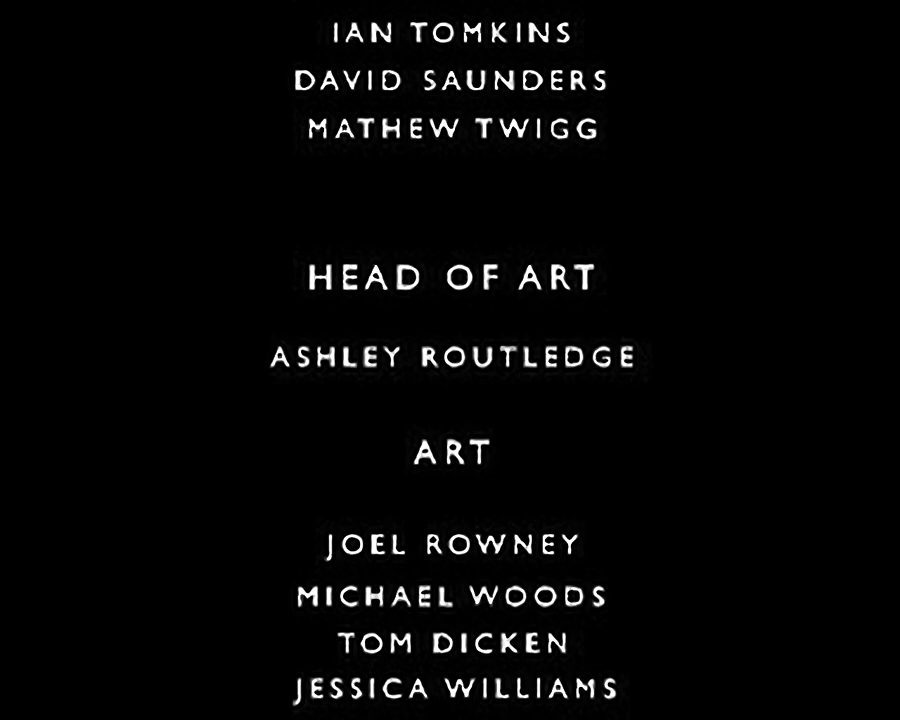 IAN TOMKINS
DAVID SAUNDERS
MATHEW TWIGG
HEAD OF ART
ASHLEY ROUTLEDGE
ART
JOEL ROWNEY
MICHAEL WOODS
TOM DICKEN
JESSICA WILLIAMS